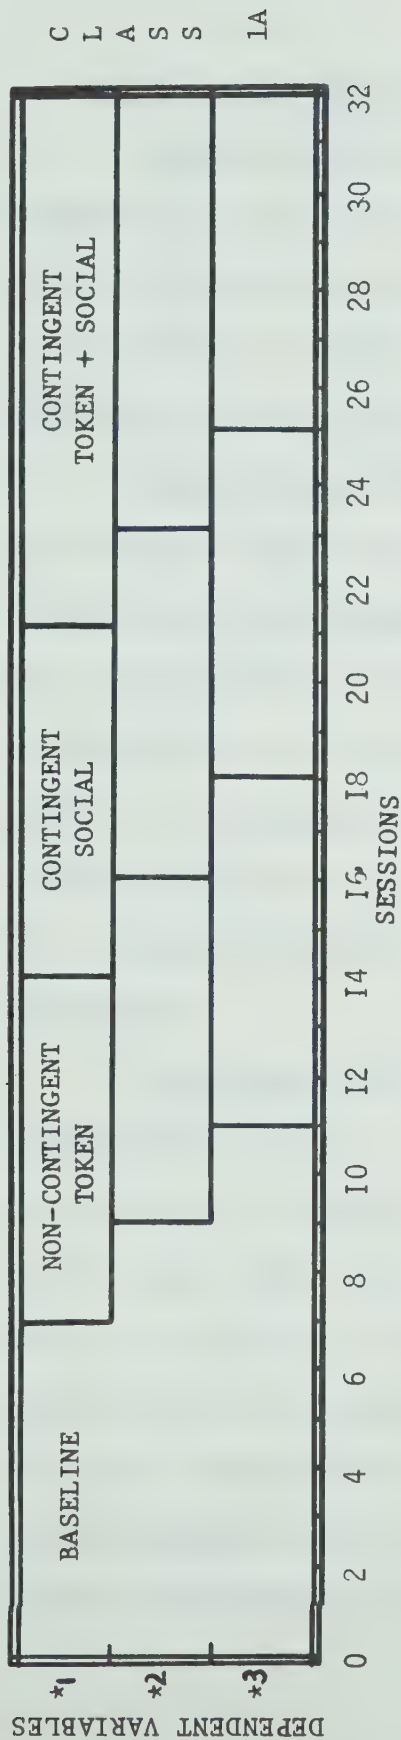 DEPENDENT VARIABLES
*1
*2
*3
BASELINE
NON-CONTINGENT
TOKEN
CONTINGENT
SOCIAL
CONTINGENT
TOKEN + SOCIAL
C
L
A
S
S
1A
0 2 4 6 8 10 12 14 16 18 20 22 24 26 28 30 32
SESSIONS